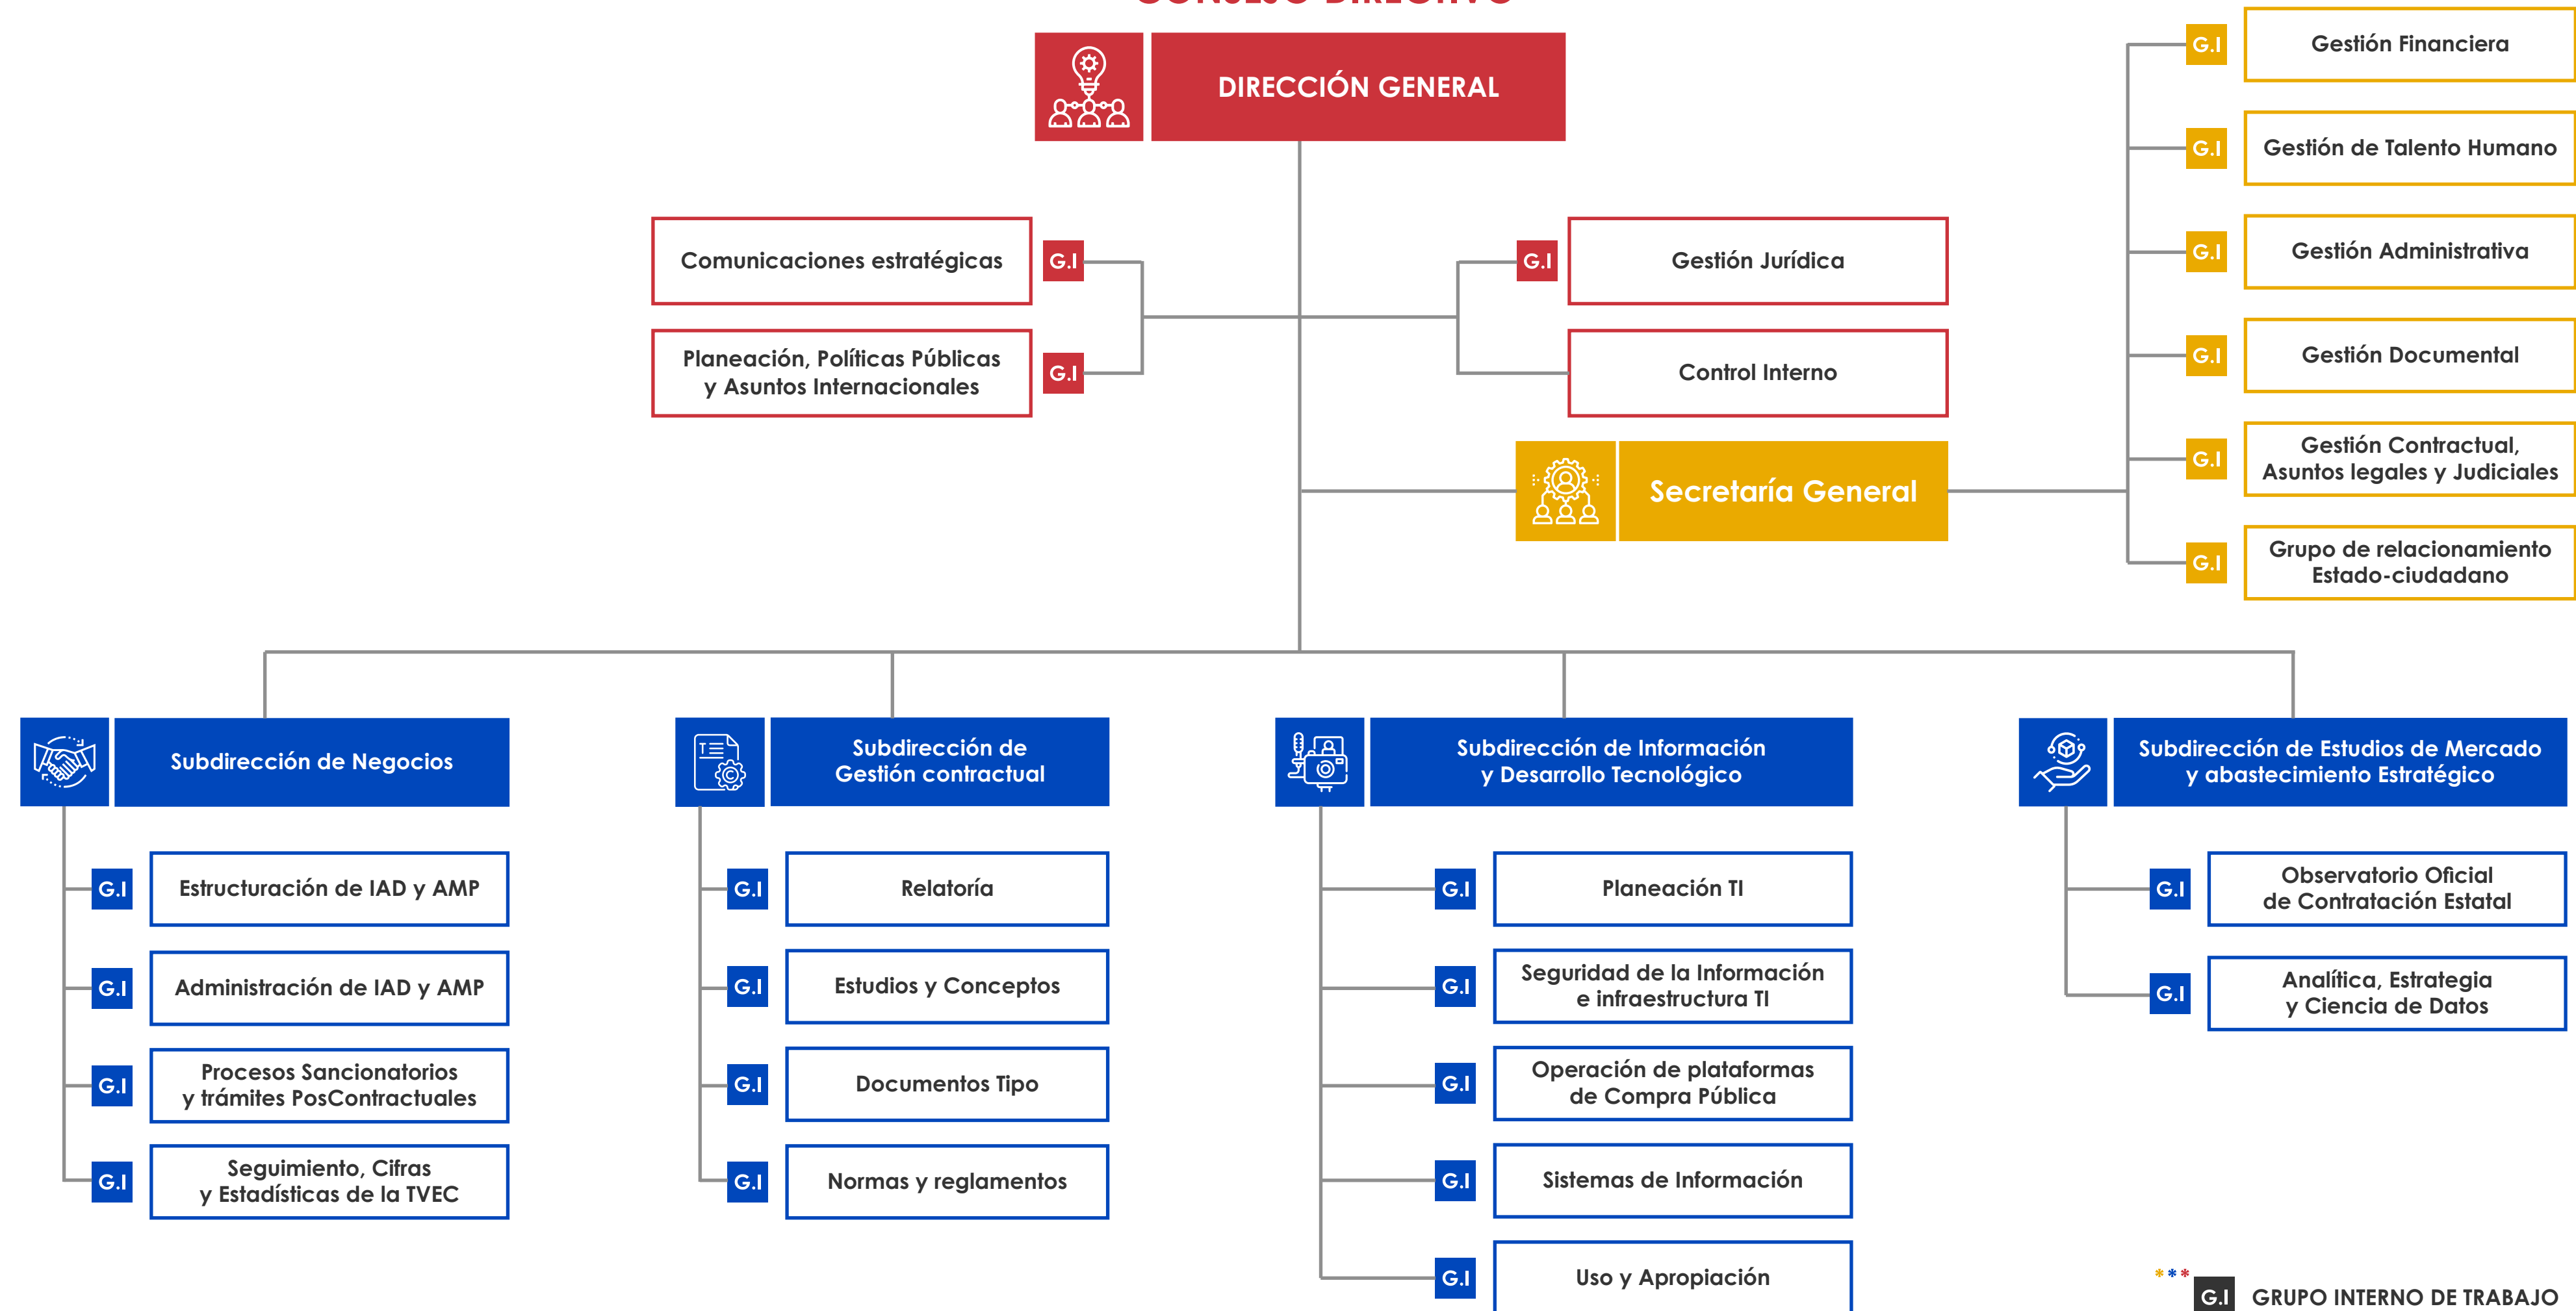 CONSEJO DIRECTIVO
DIRECCIÓN GENERAL
Comunicaciones estratégicas
G.I
Planeación, Políticas Públicas
y Asuntos Internacionales
G.I
G.I
Gestión Jurídica
Control Interno
Secretaría General
G.I
Gestión Financiera
G.I
Gestión de Talento Humano
G.I
Gestión Administrativa
G.I
Gestión Documental
G.I
Gestión Contractual,
Asuntos legales y Judiciales
G.I
Grupo de relacionamiento
Estado-ciudadano
Subdirección de Negocios
G.I
Estructuración de IAD y AMP
G.I
Administración de IAD y AMP
G.I
Procesos Sancionatorios
y trámites PosContractuales
G.I
Seguimiento, Cifras
y Estadísticas de la TVEC
Subdirección de
Gestión contractual
G.I
Relatoría
G.I
Estudios y Conceptos
G.I
Documentos Tipo
G.I
Normas y reglamentos
Subdirección de Información
y Desarrollo Tecnológico
G.I
Planeación TI
G.I
Seguridad de la Información
e infraestructura TI
G.I
Operación de plataformas
de Compra Pública
G.I
Sistemas de Información
G.I
Uso y Apropiación
Subdirección de Estudios de Mercado
y abastecimiento Estratégico
G.I
Observatorio Oficial
de Contratación Estatal
G.I
Analítica, Estrategia
y Ciencia de Datos
***
G.I GRUPO INTERNO DE TRABAJO